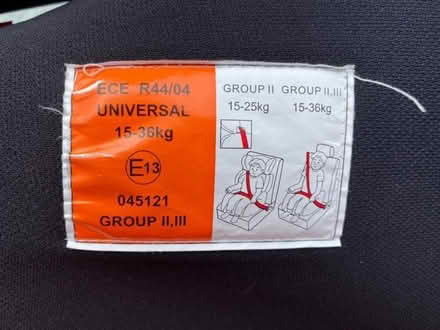 ECE R44/04
UNIVERSAL
15-36kg
E13
045121
GROUP II,III
GROUP II
15-25kg
GROUP II,III
15-36kg